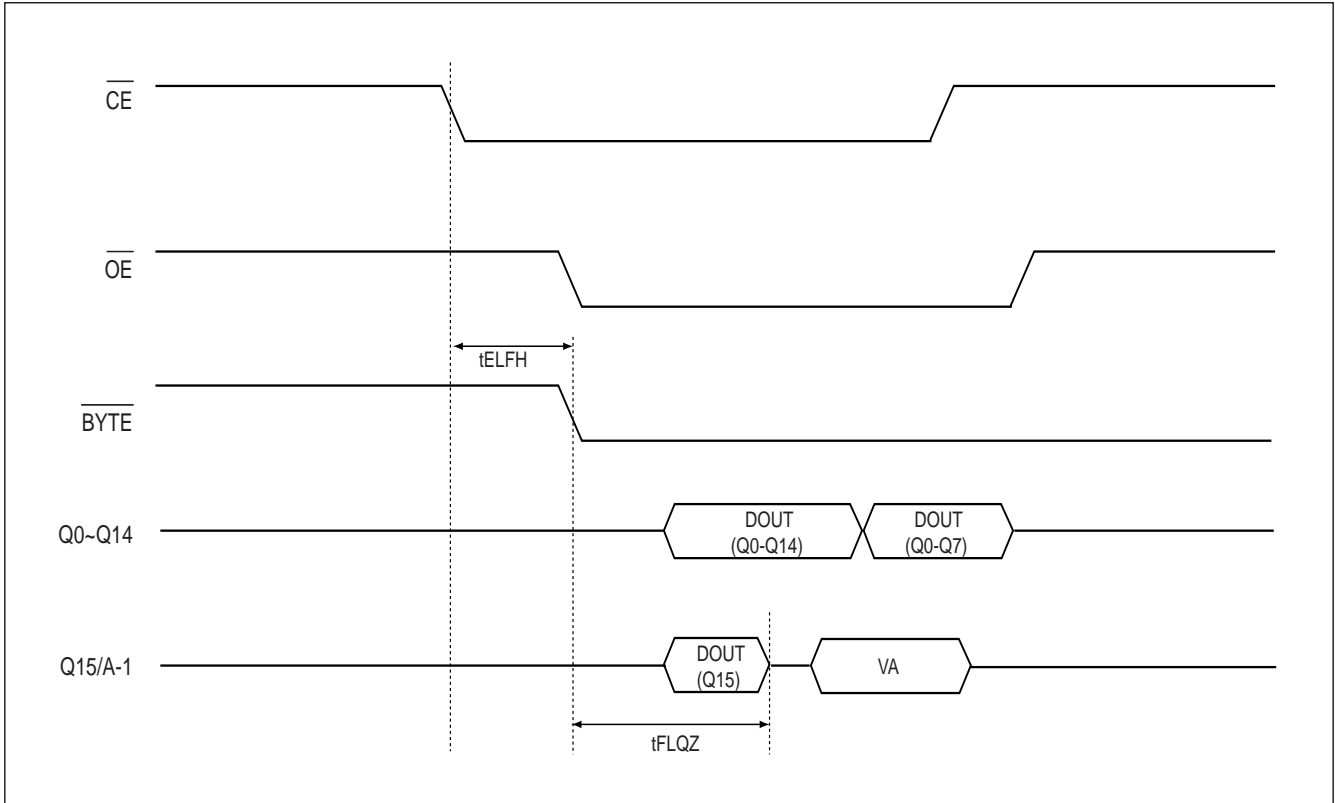 CE
OE
tELFH
BYTE
Q0~Q14
DOUT
(Q0-Q14)
DOUT
(Q0-Q7)
Q15/A-1
DOUT
(Q15)
VA
tFLQZ